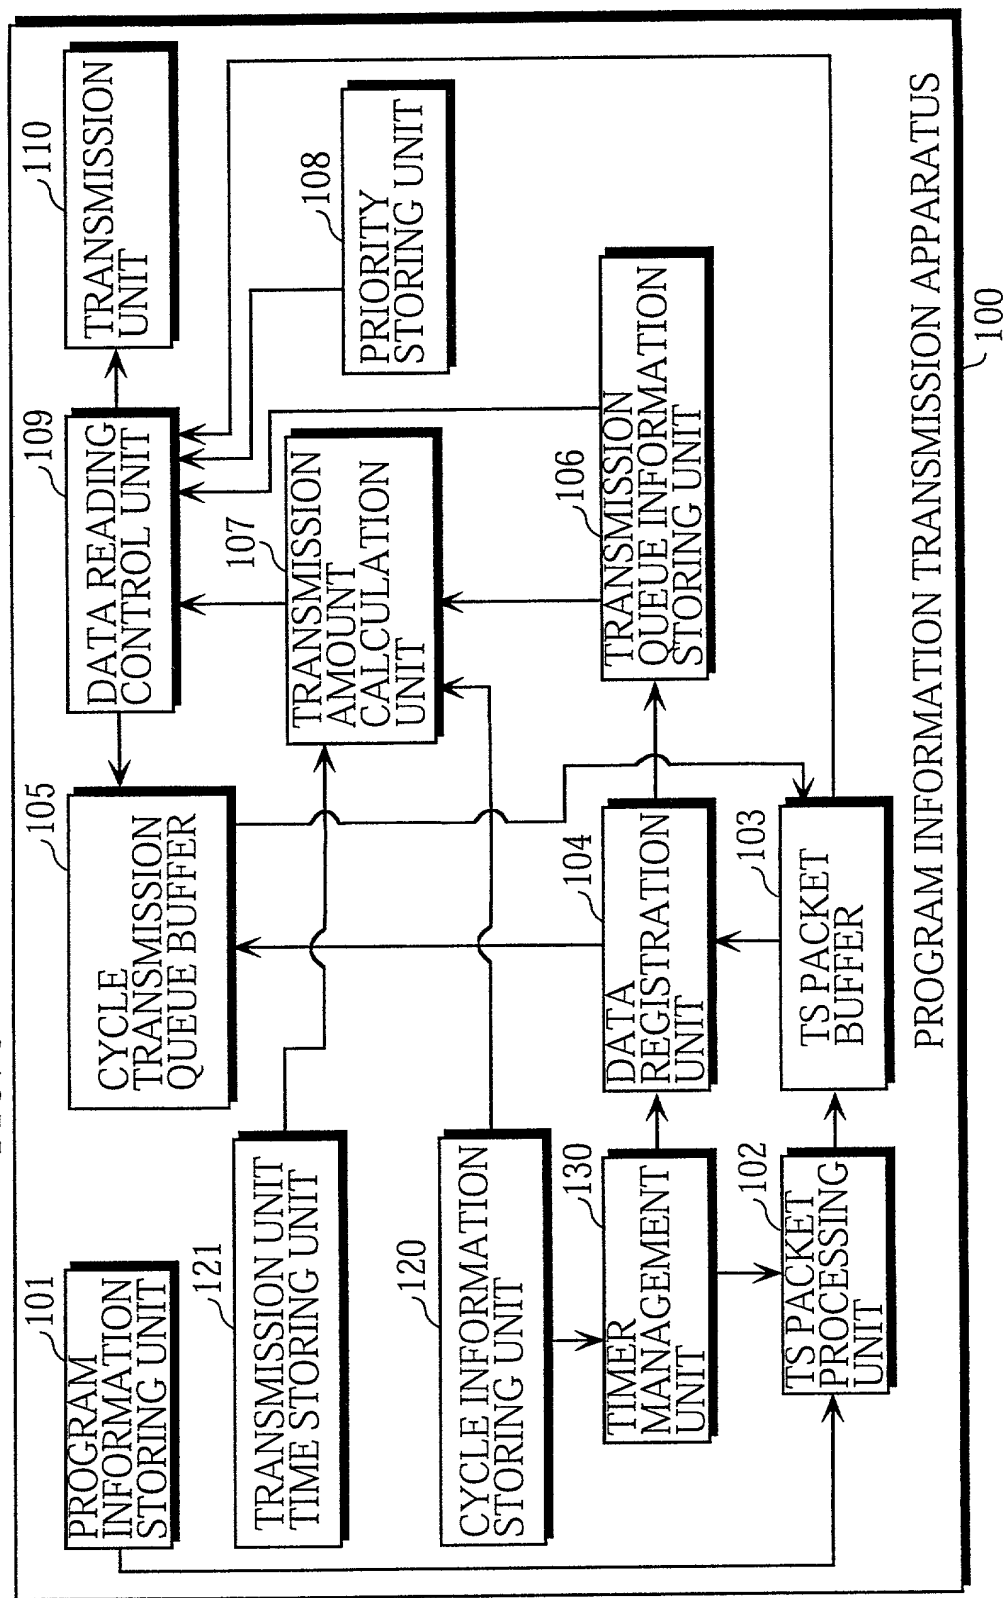 101
PROGRAM
INFORMATION
STORING UNIT
121
TRANSMISSION UNIT
TIME STORING UNIT
120
CYCLE INFORMATION
STORING UNIT
130
TIMER
MANAGEMENT
UNIT
102
TS PACKET
PROCESSING
UNIT
105
CYCLE
TRANSMISSION
QUEUE BUFFER
104
DATA
REGISTRATION
UNIT
103
TS PACKET
BUFFER
109
DATA READING
CONTROL UNIT
107
TRANSMISSION
AMOUNT
CALCULATION
UNIT
106
TRANSMISSION
QUEUE INFORMATION
STORING UNIT
110
TRANSMISSION
UNIT
108
PRIORITY
STORING UNIT
PROGRAM INFORMATION TRANSMISSION APPARATUS
100